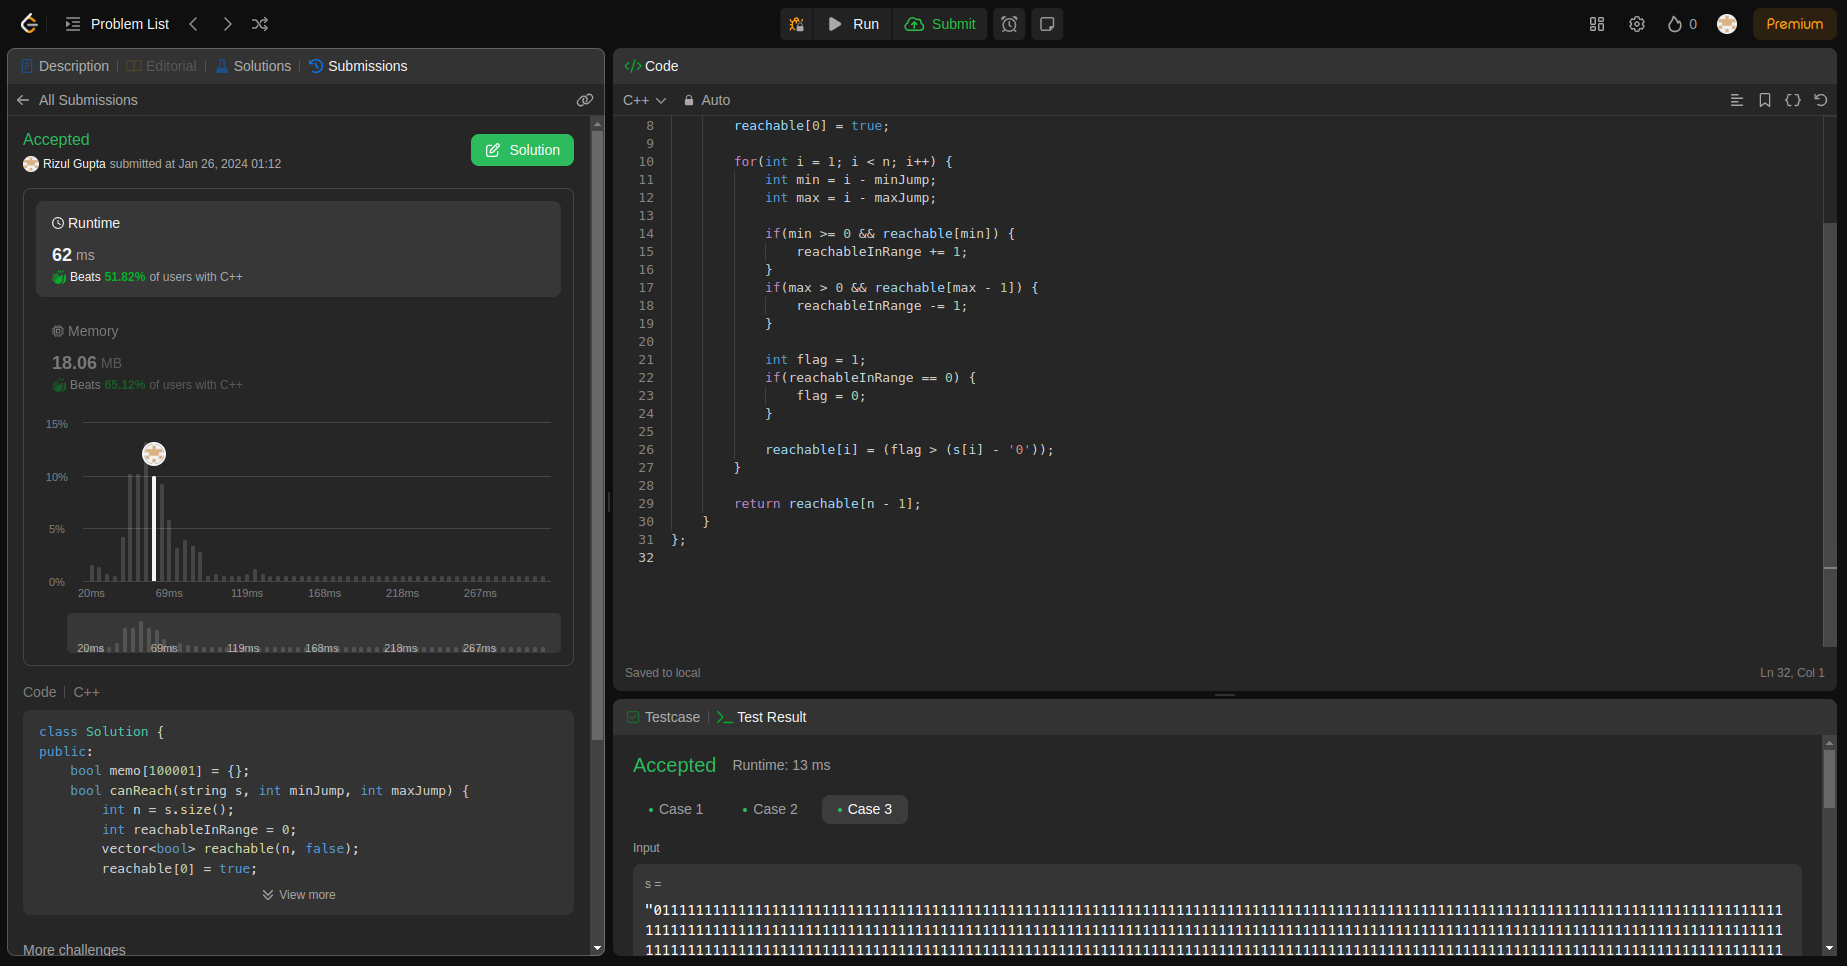 Problem List
Run
Submit
0
Premium
Description
Editorial
Solutions
Submissions
All Submissions
Accepted
Rizul Gupta submitted at Jan 26, 2024 01:12
Solution
Runtime
62 ms
Beats 51.82% of users with C++
Memory
18.06 MB
Beats 65.12% of users with C++
15%
10%
5%
0%
20ms 69ms 119ms 168ms 218ms 267ms
20ms 69ms 119ms 168ms 218ms 267ms
Code | C++
class Solution {
public:
    bool memo[100001] = {};
    bool canReach(string s, int minJump, int maxJump) {
        int n = s.size();
        int reachableInRange = 0;
        vector<bool> reachable(n, false);
        reachable[0] = true;
View more
More challenges
</> Code
C++
Auto
8         reachable[0] = true;
9
10         for(int i = 1; i < n; i++) {
11             int min = i - minJump;
12             int max = i - maxJump;
13
14             if(min >= 0 && reachable[min]) {
15                 reachableInRange += 1;
16             }
17             if(max > 0 && reachable[max - 1]) {
18                 reachableInRange -= 1;
19             }
20
21             int flag = 1;
22             if(reachableInRange == 0) {
23                 flag = 0;
24             }
25
26             reachable[i] = (flag > (s[i] - '0'));
27         }
28
29         return reachable[n - 1];
30     }
31 };
32
Saved to local
Ln 32, Col 1
Testcase
Test Result
Accepted
Runtime: 13 ms
Case 1
Case 2
Case 3
Input
s =